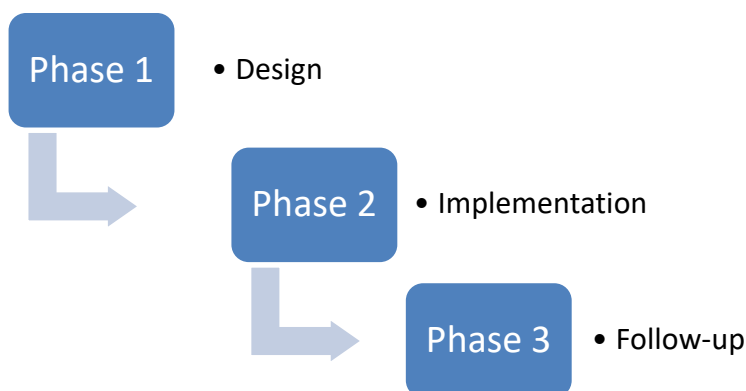 Phase 1
• Design
Phase 2
• Implementation
Phase 3
• Follow-up